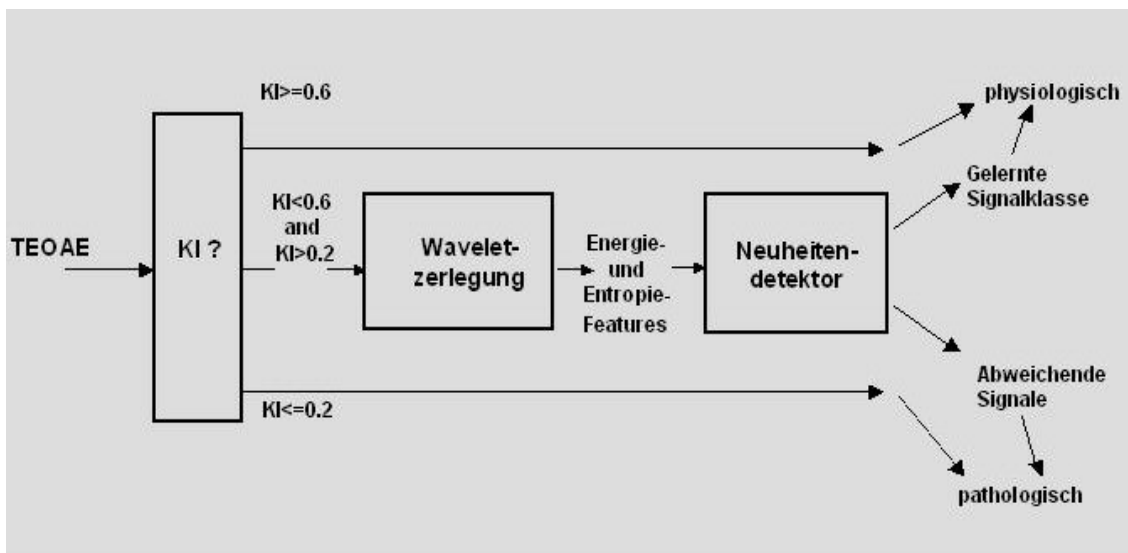 KI>=0.6
physiologisch
Gelernte
Signalklasse
KI<0.6
and
KI>0.2
TEOAE
KI ?
Wavelet-
zerlegung
Energie-
und
Entropie-
Features
Neuheiten-
detektor
Abweichende
Signale
KI<=0.2
pathologisch